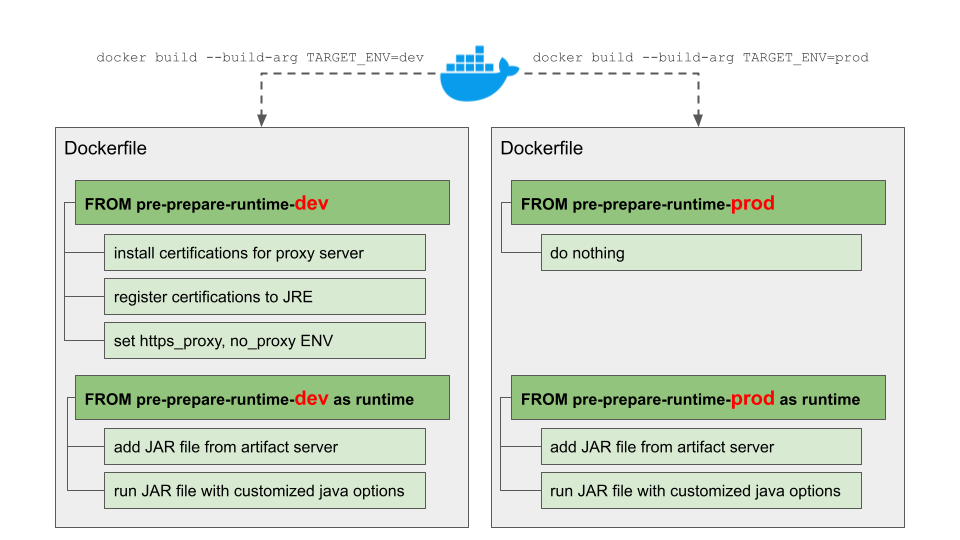 docker build --build-arg TARGET_ENV=dev
docker build --build-arg TARGET_ENV=prod
Dockerfile
FROM pre-prepare-runtime-dev
install certifications for proxy server
register certifications to JRE
set https_proxy, no_proxy ENV
FROM pre-prepare-runtime-dev as runtime
add JAR file from artifact server
run JAR file with customized java options
Dockerfile
FROM pre-prepare-runtime-prod
do nothing
FROM pre-prepare-runtime-prod as runtime
add JAR file from artifact server
run JAR file with customized java options